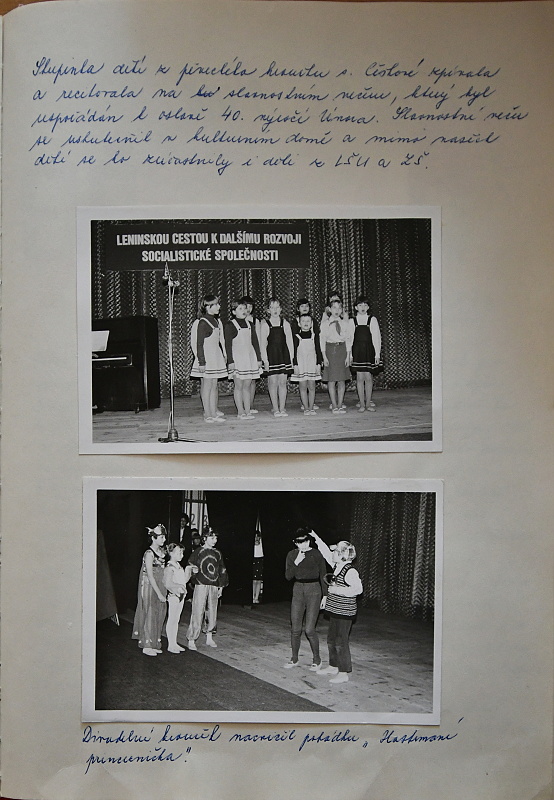 Skupinka dětí z pěveckého kroužku s. Císlové zpívala
a recitovala na slavnostním večeru, který byl
uspořádán k oslavě 40. výročí Února. Slavnostní večer
se uskutečnil v kulturním domě a mimo našich
dětí se ho zúčastnily i děti z LŠU a ZŠ.
LENINSKOU CESTOU K DALŠÍMU ROZVOJI
SOCIALISTICKÉ SPOLEČNOSTI
Divadelní kroužek nacvičil pohádku „
princeznička".